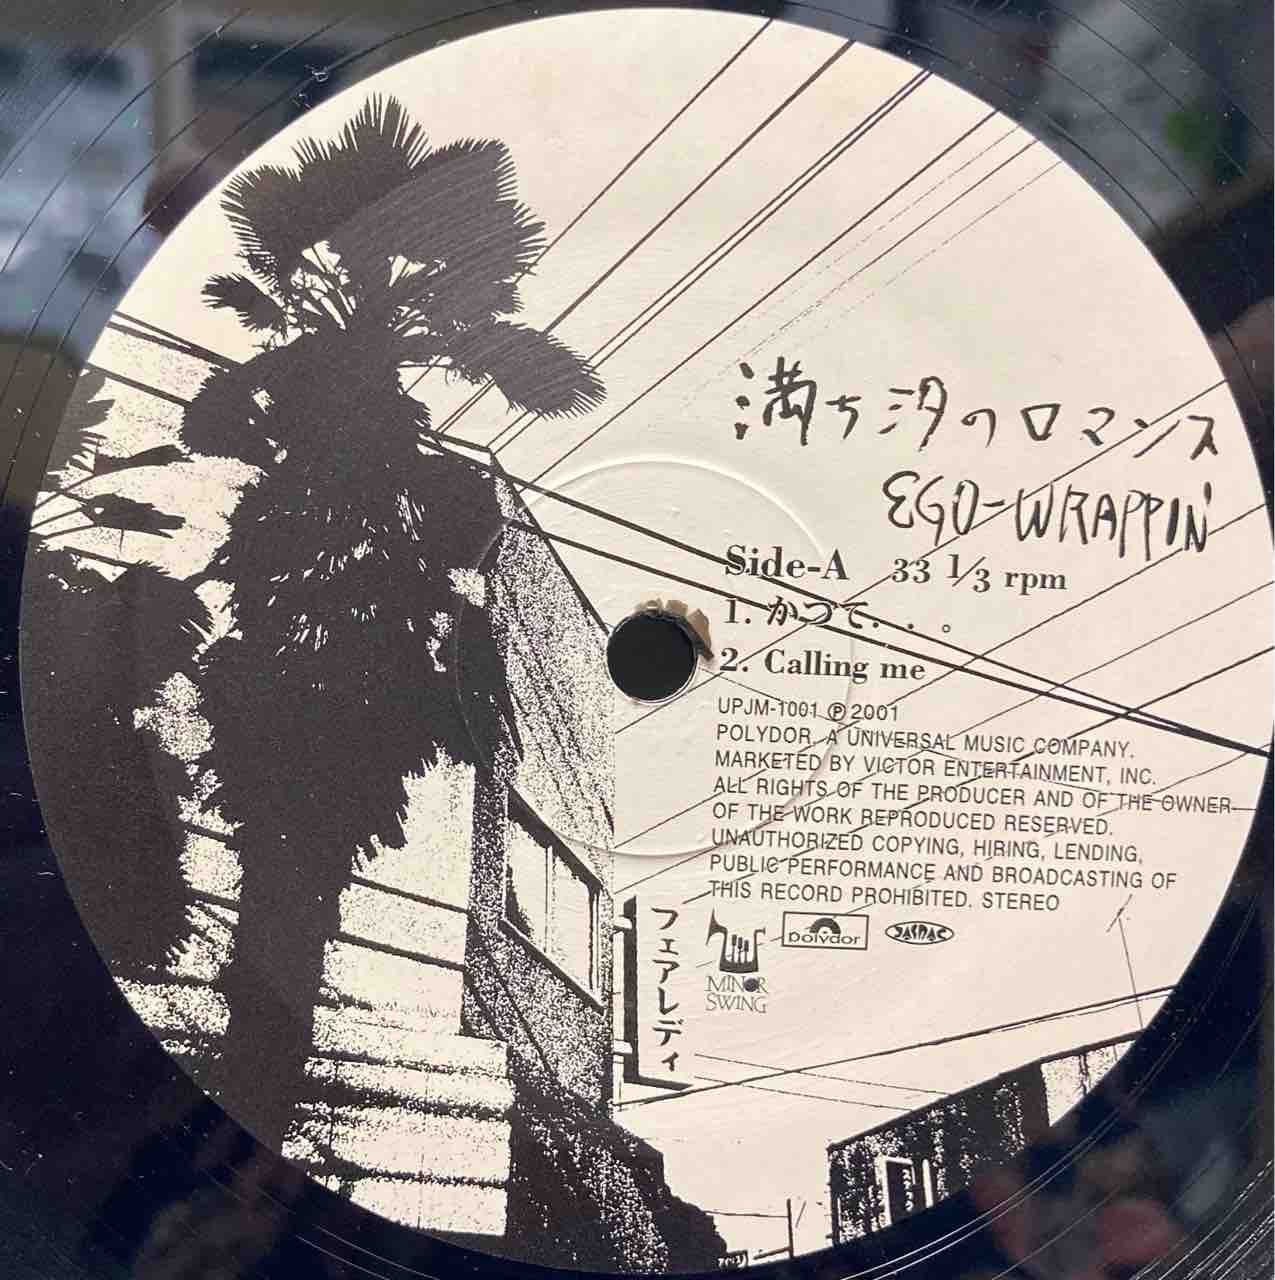 満ち汐のロマンス
EGO-WRAPPIN'
Side-A 33 1/3 rpm
1. かつて. . 。
2. Calling me
UPJM-1001 ℗ 2001
POLYDOR, A UNIVERSAL MUSIC COMPANY.
MARKETED BY VICTOR ENTERTAINMENT, INC.
ALL RIGHTS OF THE PRODUCER AND OF THE OWNER
OF THE WORK REPRODUCED RESERVED.
UNAUTHORIZED COPYING, HIRING, LENDING,
PUBLIC PERFORMANCE AND BROADCASTING OF
THIS RECORD PROHIBITED. STEREO
MINOR
SWING
polydor
JASRAC
フェアレディ